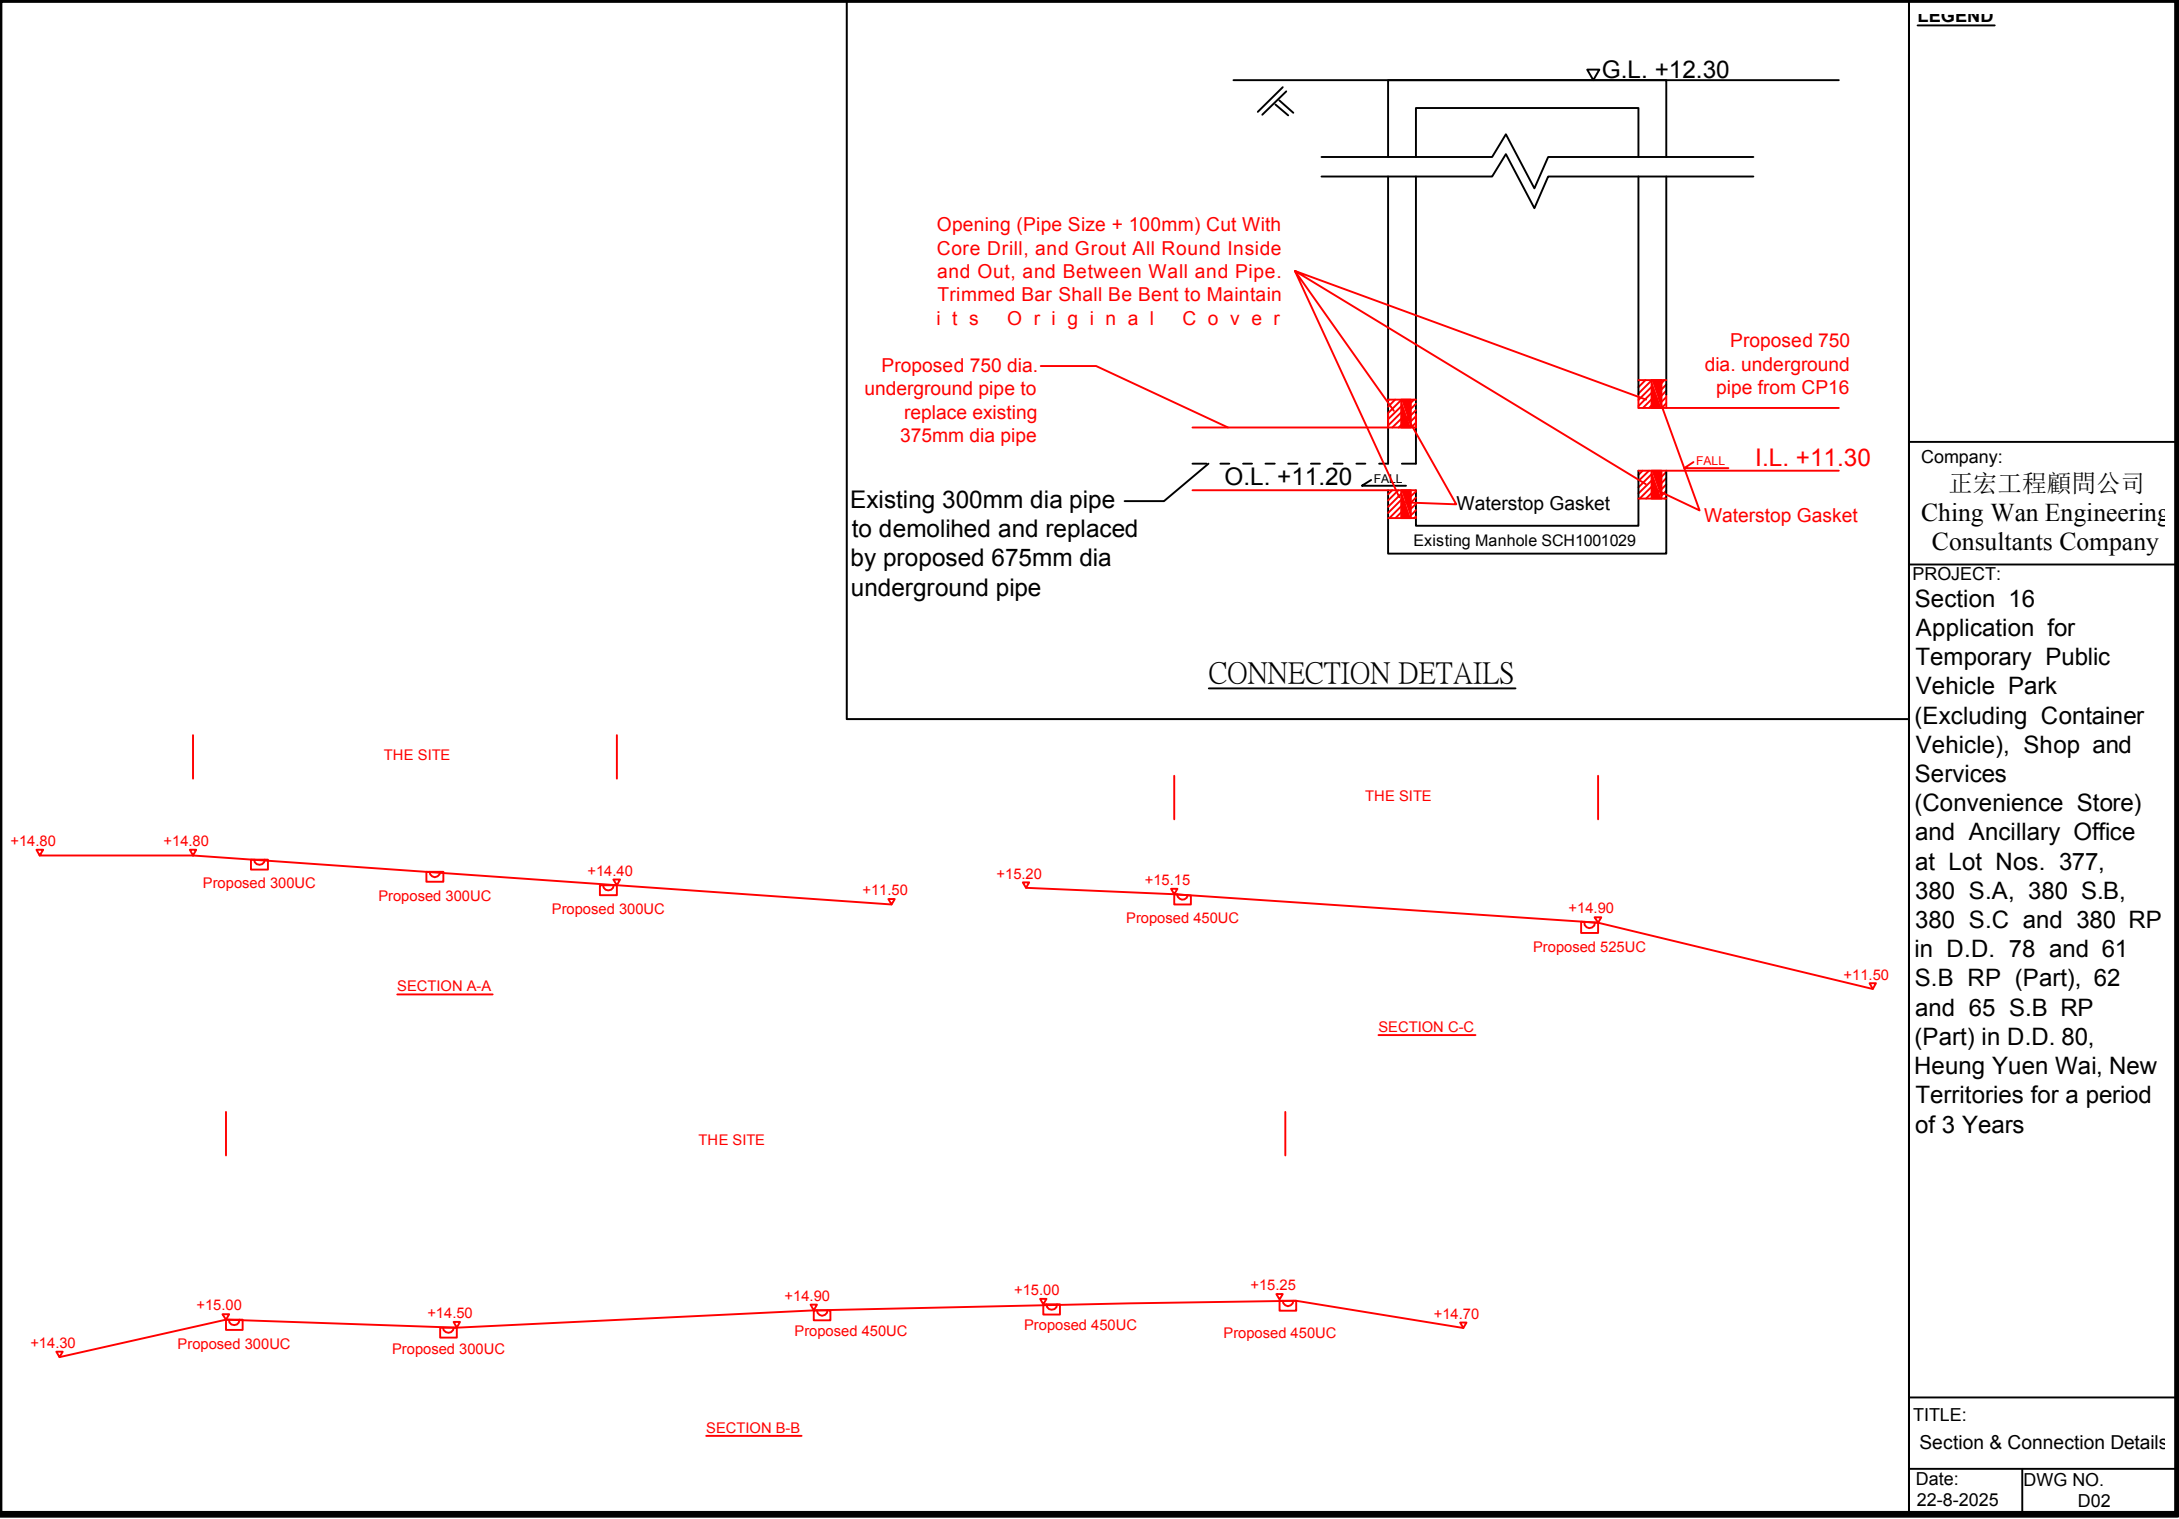 LEGEND
G.L. +12.30
Opening (Pipe Size + 100mm) Cut With
Core Drill, and Grout All Round Inside
and Out, and Between Wall and Pipe.
Trimmed Bar Shall Be Bent to Maintain
its Original Cover
Proposed 750 dia.
underground pipe to
replace existing
375mm dia pipe
Proposed 750
dia. underground
pipe from CP16
O.L. +11.20
FALL
FALL
I.L. +11.30
Existing 300mm dia pipe
to demolihed and replaced
by proposed 675mm dia
underground pipe
Waterstop Gasket
Waterstop Gasket
Existing Manhole SCH1001029
CONNECTION DETAILS
THE SITE
+14.80
+14.80
+14.40
+11.50
Proposed 300UC
Proposed 300UC
Proposed 300UC
SECTION A-A
THE SITE
+15.20
+15.15
+14.90
+11.50
Proposed 450UC
Proposed 525UC
SECTION C-C
THE SITE
+14.30
+15.00
+14.50
+14.90
+15.00
+15.25
+14.70
Proposed 300UC
Proposed 300UC
Proposed 450UC
Proposed 450UC
Proposed 450UC
SECTION B-B
Company:
正宏工程顧問公司
Ching Wan Engineering
Consultants Company
PROJECT:
Section 16
Application for
Temporary Public
Vehicle Park
(Excluding Container
Vehicle), Shop and
Services
(Convenience Store)
and Ancillary Office
at Lot Nos. 377,
380 S.A, 380 S.B,
380 S.C and 380 RP
in D.D. 78 and 61
S.B RP (Part), 62
and 65 S.B RP
(Part) in D.D. 80,
Heung Yuen Wai, New
Territories for a period
of 3 Years
TITLE:
Section & Connection Details
Date:
22-8-2025
DWG NO.
D02